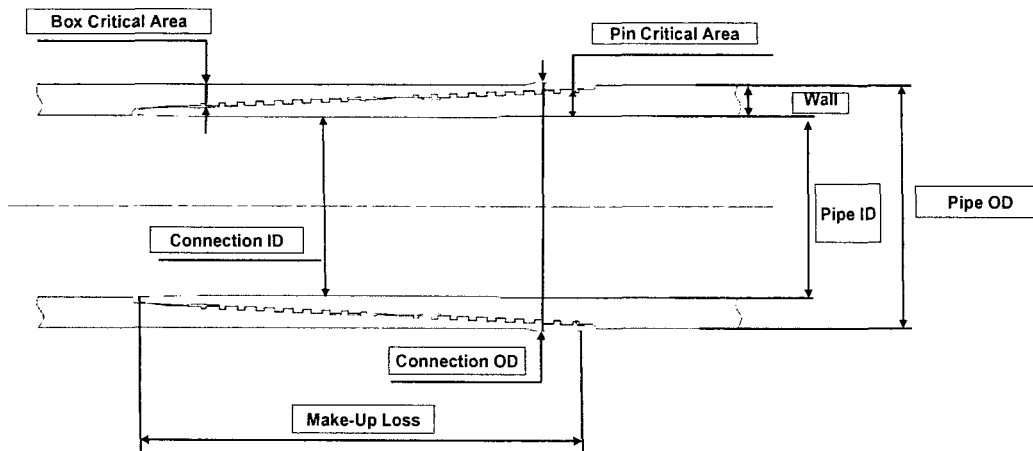 Box Critical Area
Pin Critical Area
Wall
Connection ID
Pipe ID
Pipe OD
Connection OD
Make-Up Loss